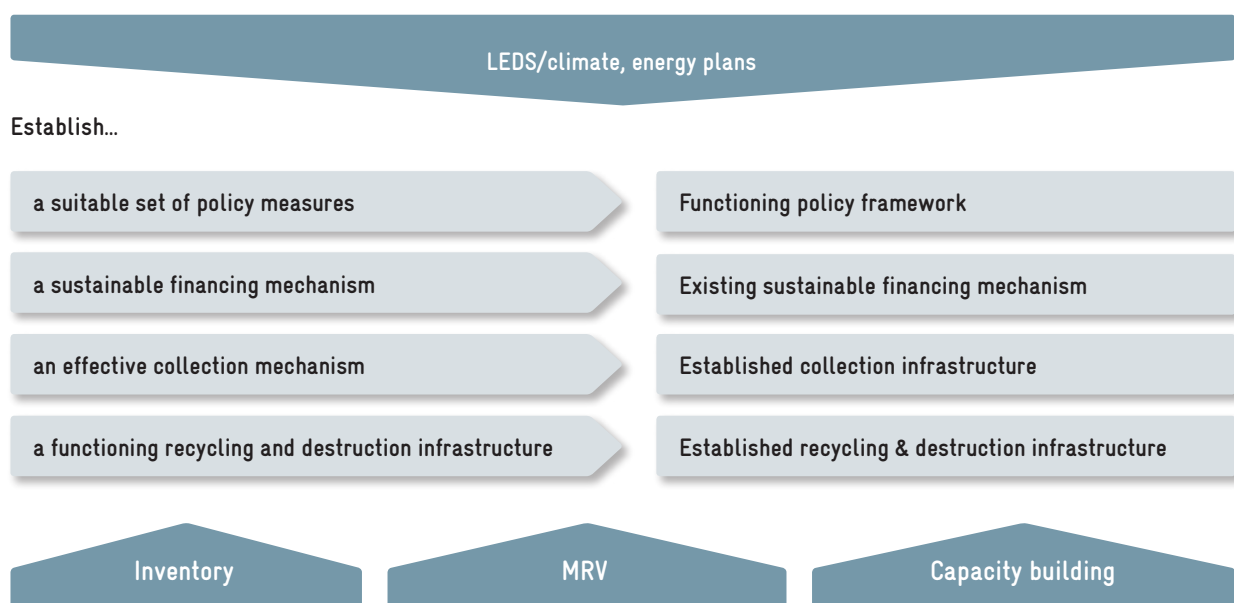 LEDS/climate, energy plans
Establish...
a suitable set of policy measures
Functioning policy framework
a sustainable financing mechanism
Existing sustainable financing mechanism
an effective collection mechanism
Established collection infrastructure
a functioning recycling and destruction infrastructure
Established recycling & destruction infrastructure
Inventory
MRV
Capacity building